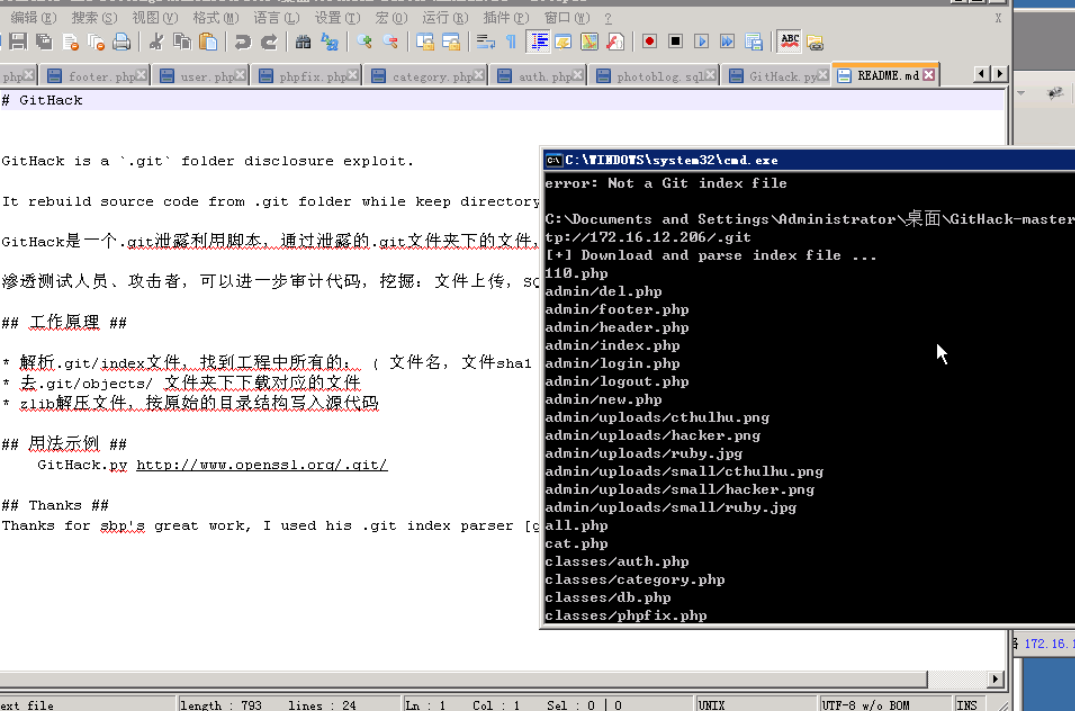 编辑(E) 搜索(S) 视图(V) 格式(M) 语言(L) 设置(T) 宏(O) 运行(R) 插件(P) 窗口(W) ? X
php footer.php user.php phpfix.php category.php auth.php photoblog.sql GitHack.py README.md
# GitHack
GitHack is a `.git` folder disclosure exploit.
It rebuild source code from .git folder while keep directory
GitHack是一个.git泄露利用脚本，通过泄露的.git文件夹下的文件，
渗透测试人员、攻击者，可以进一步审计代码，挖掘：文件上传，SQ
## 工作原理 ##
* 解析.git/index文件，找到工程中所有的：（ 文件名，文件sha1
* 去.git/objects/ 文件夹下下载对应的文件
* zlib解压文件，按原始的目录结构写入源代码
## 用法示例 ##
GitHack.py http://www.openssl.org/.git/
## Thanks ##
Thanks for sbp's great work, I used his .git index parser [g
C:\WINDOWS\system32\cmd.exe
error: Not a Git index file
C:\Documents and Settings\Administrator\桌面\GitHack-master
tp://172.16.12.206/.git
[+] Download and parse index file ...
110.php
admin/del.php
admin/footer.php
admin/header.php
admin/index.php
admin/login.php
admin/logout.php
admin/new.php
admin/uploads/cthulhu.png
admin/uploads/hacker.png
admin/uploads/ruby.jpg
admin/uploads/small/cthulhu.png
admin/uploads/small/hacker.png
admin/uploads/small/ruby.jpg
all.php
cat.php
classes/auth.php
classes/category.php
classes/db.php
classes/phpfix.php
172.16.1
ext file length : 793 lines : 24 Ln : 1 Col : 1 Sel : 0 | 0 UNIX UTF-8 w/o BOM INS